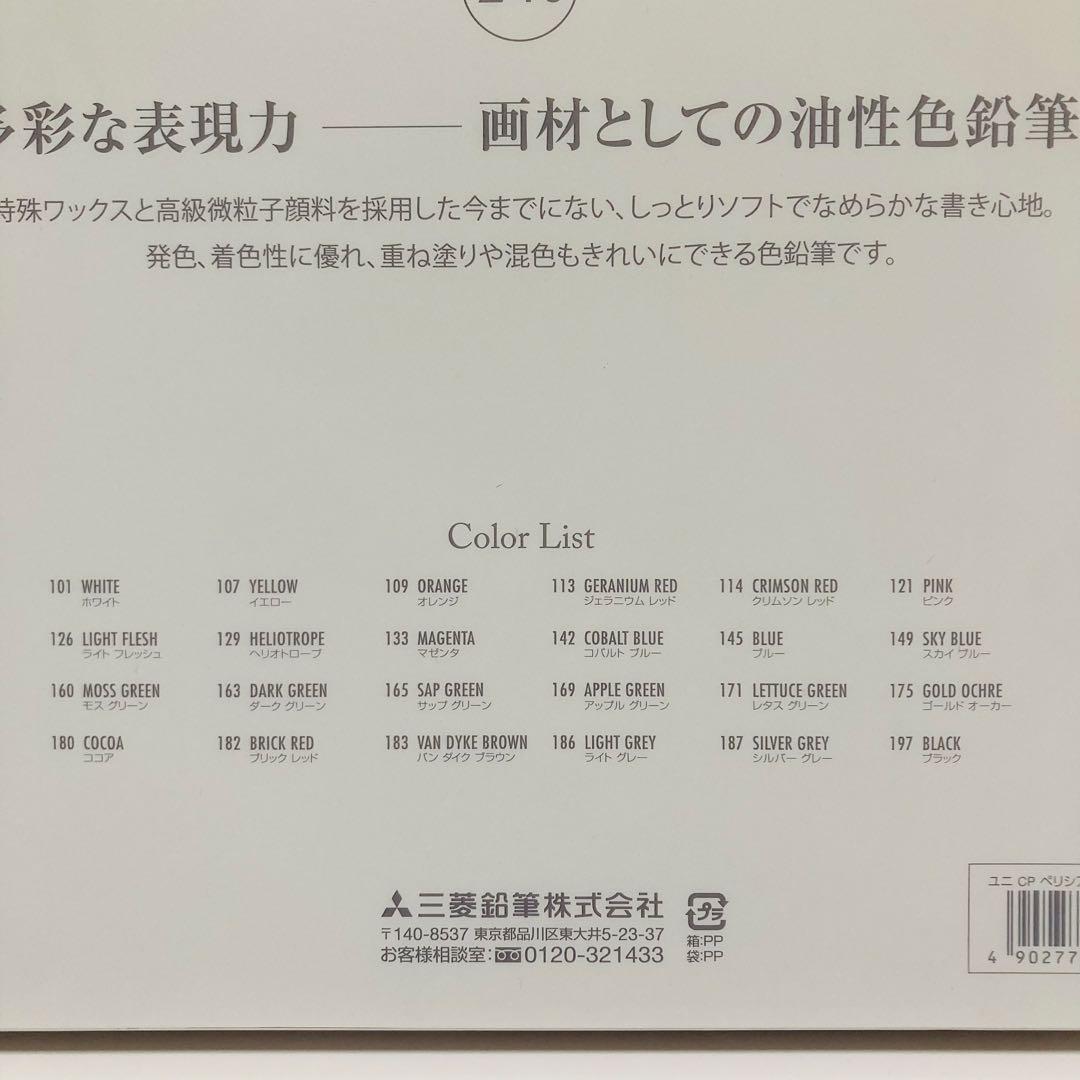 多彩な表現力 ── 画材としての油性色鉛筆
特殊ワックスと高級微粒子顔料を採用した今までにない、しっとりソフトでなめらかな書き心地。
発色、着色性に優れ、重ね塗りや混色もきれいにできる色鉛筆です。
Color List
101 WHITE 107 YELLOW 109 ORANGE 113 GERANIUM RED 114 CRIMSON RED 121 PINK
ホワイト イエロー オレンジ ジェラニウム レッド クリムソン レッド ピンク
126 LIGHT FLESH 129 HELIOTROPE 133 MAGENTA 142 COBALT BLUE 145 BLUE 149 SKY BLUE
ライト フレッシュ ヘリオトロープ マゼンタ コバルト ブルー ブルー スカイ ブルー
160 MOSS GREEN 163 DARK GREEN 165 SAP GREEN 169 APPLE GREEN 171 LETTUCE GREEN 175 GOLD OCHRE
モス グリーン ダーク グリーン サップ グリーン アップル グリーン レタス グリーン ゴールド オーカー
180 COCOA 182 BRICK RED 183 VAN DYKE BROWN 186 LIGHT GREY 187 SILVER GREY 197 BLACK
ココア ブリック レッド バン ダイク ブラウン ライト グレー シルバー グレー ブラック
三菱鉛筆株式会社 プラ
〒140-8537 東京都品川区東大井5-23-37 箱:PP
お客様相談室:0120-321433 袋:PP
ユニ CP ペリシ
4 90277